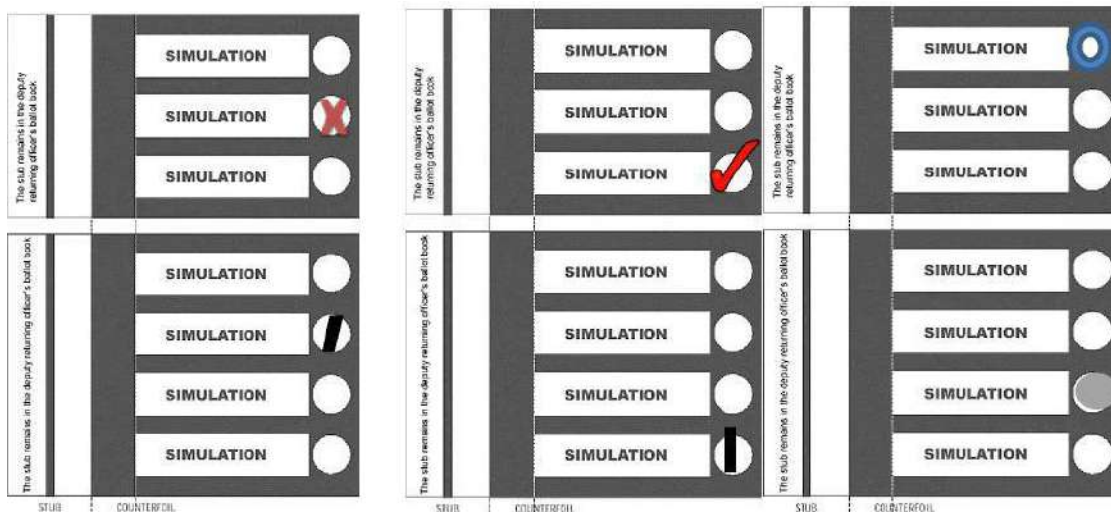 The stub remains in the deputy
returning officer's ballot book
SIMULATION
SIMULATION
SIMULATION
The stub remains in the deputy
returning officer's ballot book
SIMULATION
SIMULATION
SIMULATION
The stub remains in the deputy
returning officer's ballot book
SIMULATION
SIMULATION
SIMULATION
The stub remains in the deputy returning officer's ballot book
SIMULATION
SIMULATION
SIMULATION
SIMULATION
STUB COUNTERFOIL
The stub remains in the deputy returning officer's ballot book
SIMULATION
SIMULATION
SIMULATION
SIMULATION
STUB COUNTERFOIL
The stub remains in the deputy returning officer's ballot book
SIMULATION
SIMULATION
SIMULATION
SIMULATION
STUB COUNTERFOIL